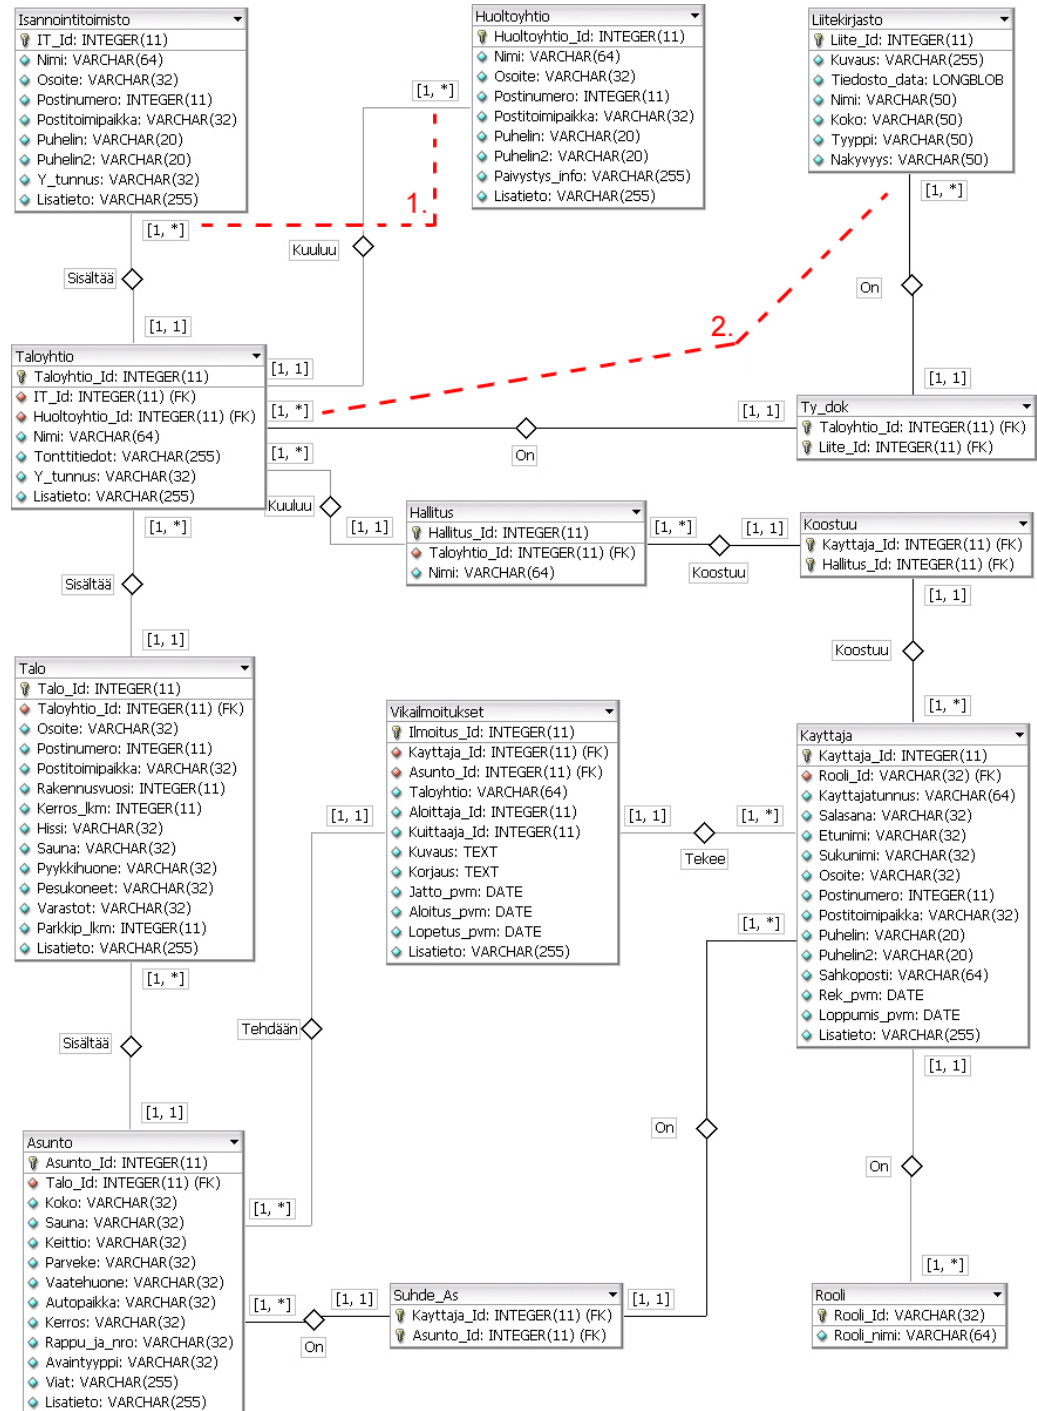 Isannointitoimisto
IT_Id: INTEGER(11)
Nimi: VARCHAR(64)
Osoite: VARCHAR(32)
Postinumero: INTEGER(11)
Postitoimipaikka: VARCHAR(32)
Puhelin: VARCHAR(20)
Puhelin2: VARCHAR(20)
Y_tunnus: VARCHAR(32)
Lisatieto: VARCHAR(255)
Huoltoyhtio
Huoltoyhtio_Id: INTEGER(11)
Nimi: VARCHAR(64)
Osoite: VARCHAR(32)
Postinumero: INTEGER(11)
Postitoimipaikka: VARCHAR(32)
Puhelin: VARCHAR(20)
Puhelin2: VARCHAR(20)
Paivystys_info: VARCHAR(255)
Lisatieto: VARCHAR(255)
Liitekirjasto
Liite_Id: INTEGER(11)
Kuvaus: VARCHAR(255)
Tiedosto_data: LONGBLOB
Nimi: VARCHAR(50)
Koko: VARCHAR(50)
Tyyppi: VARCHAR(50)
Nakyvyys: VARCHAR(50)
[1, *]
[1, *]
[1, *]
1.
Kuuluu
Sisältää
On
2.
[1, 1]
[1, 1]
[1, 1]
Taloyhtio
Taloyhtio_Id: INTEGER(11)
IT_Id: INTEGER(11) (FK)
Huoltoyhtio_Id: INTEGER(11) (FK)
Nimi: VARCHAR(64)
Tonttitiedot: VARCHAR(255)
Y_tunnus: VARCHAR(32)
Lisatieto: VARCHAR(255)
[1, *]
[1, 1]
On
Ty_dok
Taloyhtio_Id: INTEGER(11) (FK)
Liite_Id: INTEGER(11) (FK)
[1, *]
Kuuluu
[1, 1]
Hallitus
Hallitus_Id: INTEGER(11)
Taloyhtio_Id: INTEGER(11) (FK)
Nimi: VARCHAR(64)
[1, *]
[1, 1]
Koostuu
Koostuu
Kayttaja_Id: INTEGER(11) (FK)
Hallitus_Id: INTEGER(11) (FK)
[1, *]
Sisältää
[1, 1]
[1, 1]
Koostuu
[1, *]
Talo
Talo_Id: INTEGER(11)
Taloyhtio_Id: INTEGER(11) (FK)
Osoite: VARCHAR(32)
Postinumero: INTEGER(11)
Postitoimipaikka: VARCHAR(32)
Rakennusvuosi: INTEGER(11)
Kerros_lkm: INTEGER(11)
Hissi: VARCHAR(32)
Sauna: VARCHAR(32)
Pyykkihuone: VARCHAR(32)
Pesukoneet: VARCHAR(32)
Varastot: VARCHAR(32)
Parkkip_lkm: INTEGER(11)
Lisatieto: VARCHAR(255)
Vikailmoitukset
Ilmoitus_Id: INTEGER(11)
Kayttaja_Id: INTEGER(11) (FK)
Asunto_Id: INTEGER(11) (FK)
Taloyhtio: VARCHAR(64)
Aloittaja_Id: INTEGER(11)
Kuittaaja_Id: INTEGER(11)
Kuvaus: TEXT
Korjaus: TEXT
Jatto_pvm: DATE
Aloitus_pvm: DATE
Lopetus_pvm: DATE
Lisatieto: VARCHAR(255)
Kayttaja
Kayttaja_Id: INTEGER(11)
Rooli_Id: VARCHAR(32) (FK)
Kayttajatunnus: VARCHAR(64)
Salasana: VARCHAR(32)
Etunimi: VARCHAR(32)
Sukunimi: VARCHAR(32)
Osoite: VARCHAR(32)
Postinumero: INTEGER(11)
Postitoimipaikka: VARCHAR(32)
Puhelin: VARCHAR(20)
Puhelin2: VARCHAR(20)
Sahkoposti: VARCHAR(64)
Rek_pvm: DATE
Loppumis_pvm: DATE
Lisatieto: VARCHAR(255)
[1, 1]
[1, 1]
[1, *]
Tekee
[1, *]
[1, *]
Tehdään
Sisältää
[1, 1]
[1, 1]
On
On
Asunto
Asunto_Id: INTEGER(11)
Talo_Id: INTEGER(11) (FK)
Koko: VARCHAR(32)
Sauna: VARCHAR(32)
Keittio: VARCHAR(32)
Parveke: VARCHAR(32)
Vaatehuone: VARCHAR(32)
Autopaikka: VARCHAR(32)
Kerros: VARCHAR(32)
Rappu_ja_nro: VARCHAR(32)
Avaintyyppi: VARCHAR(32)
Viat: VARCHAR(255)
Lisatieto: VARCHAR(255)
[1, *]
[1, *]
[1, 1]
On
Suhde_As
Kayttaja_Id: INTEGER(11) (FK)
Asunto_Id: INTEGER(11) (FK)
[1, 1]
[1, *]
Rooli
Rooli_Id: VARCHAR(32)
Rooli_nimi: VARCHAR(64)